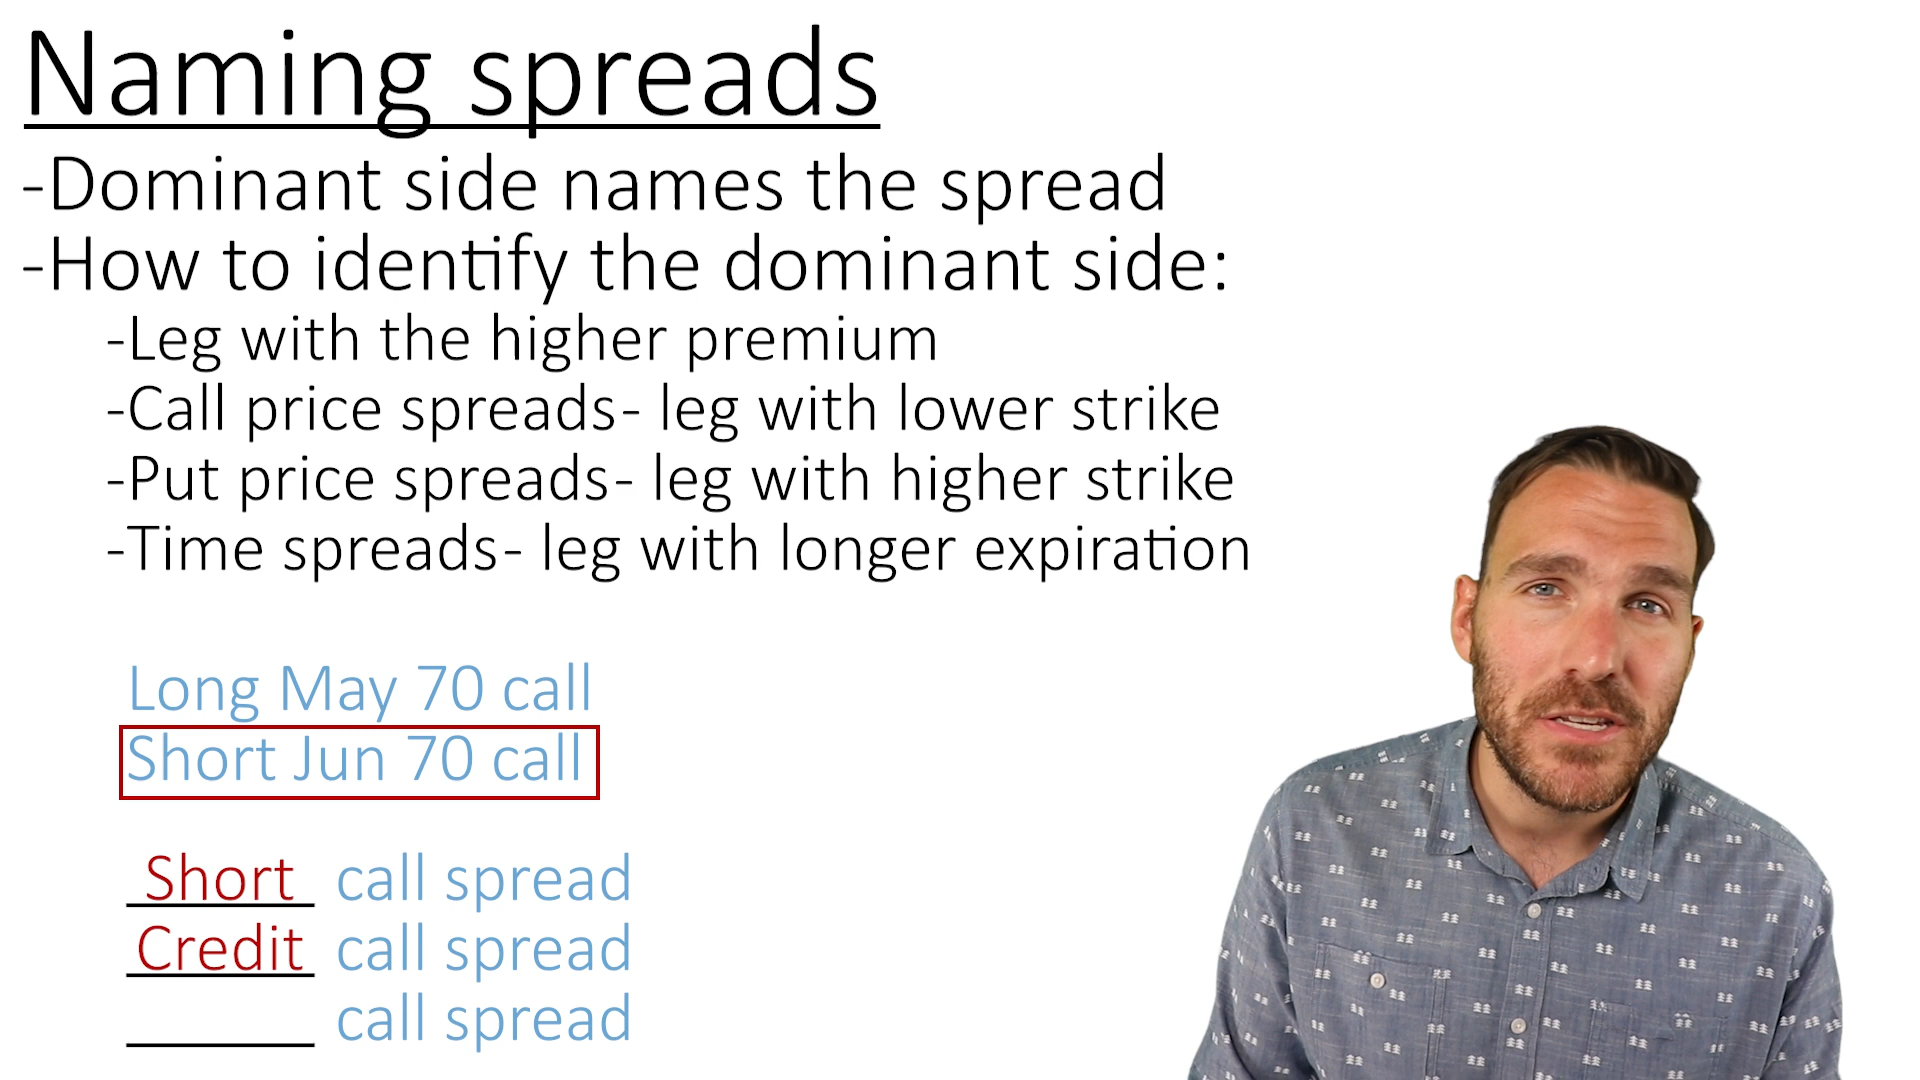 Naming spreads
-Dominant side names the spread
-How to identify the dominant side:
-Leg with the higher premium
-Call price spreads- leg with lower strike
-Put price spreads- leg with higher strike
-Time spreads- leg with longer expiration
Long May 70 call
Short Jun 70 call
Short call spread
Credit call spread
call spread